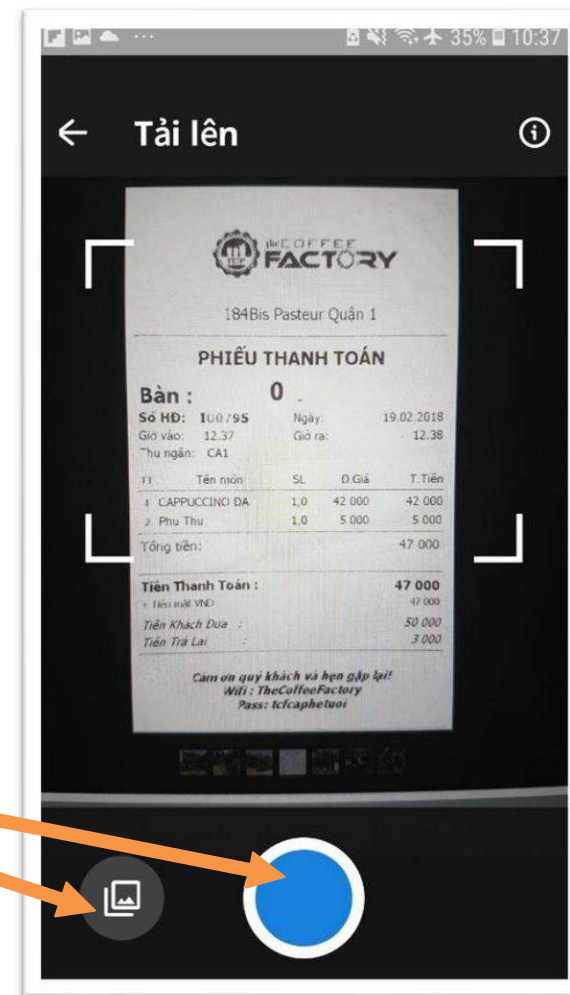 ... 35% 10:37
Tải lên
the COFFEE
FACTORY
184Bis Pasteur Quận 1
PHIẾU THANH TOÁN
Bàn : 0 .
Số HĐ: I00795 Ngày: 19.02.2018
Giờ vào: 12.37 Giờ ra: 12.38
Thu ngân: CA1
TT Tên món SL D.Giá T.Tiên
1 CAPPUCCINO DA 1,0 42 000 42 000
2 Phu Thu 1,0 5 000 5 000
Tổng tiền: 47 000
Tiền Thanh Toán : 47 000
+ Tiền mặt VND 47 000
Tiền Khách Đưa : 50 000
Tiền Trả Lại : 3 000
Cám ơn quý khách và hẹn gặp lại!
Wifi : TheCoffeeFactory
Pass: tcfcaphetuoi